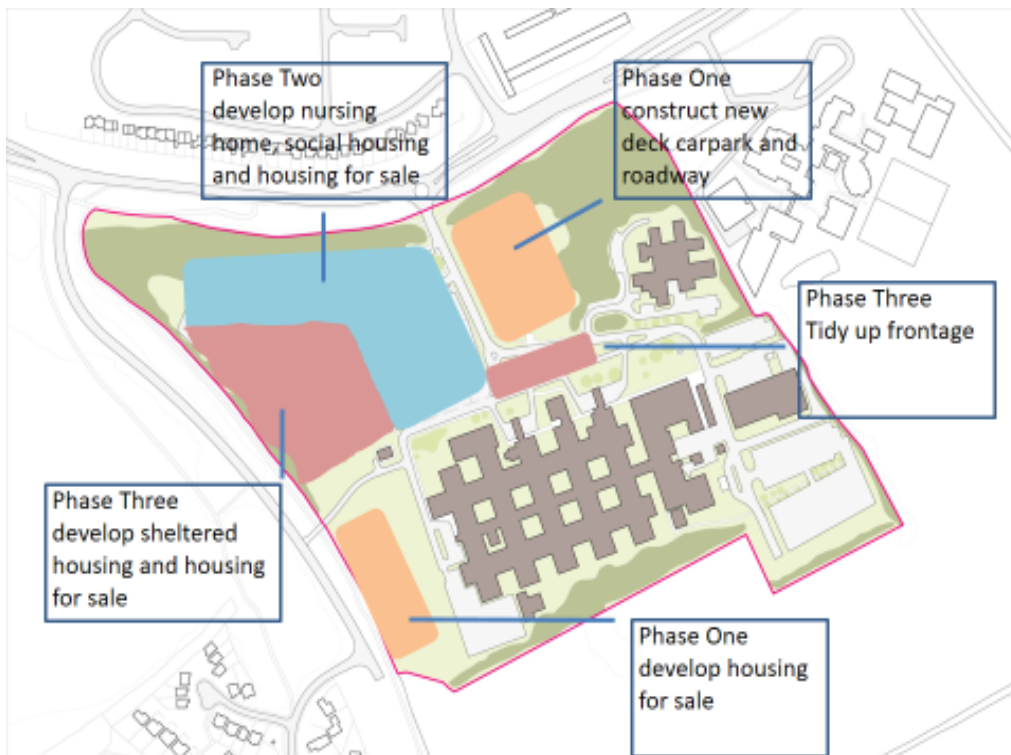 Phase Two
develop nursing
home, social housing
and housing for sale
Phase One
construct new
deck carpark and
roadway
Phase Three
Tidy up frontage
Phase Three
develop sheltered
housing and housing
for sale
Phase One
develop housing
for sale